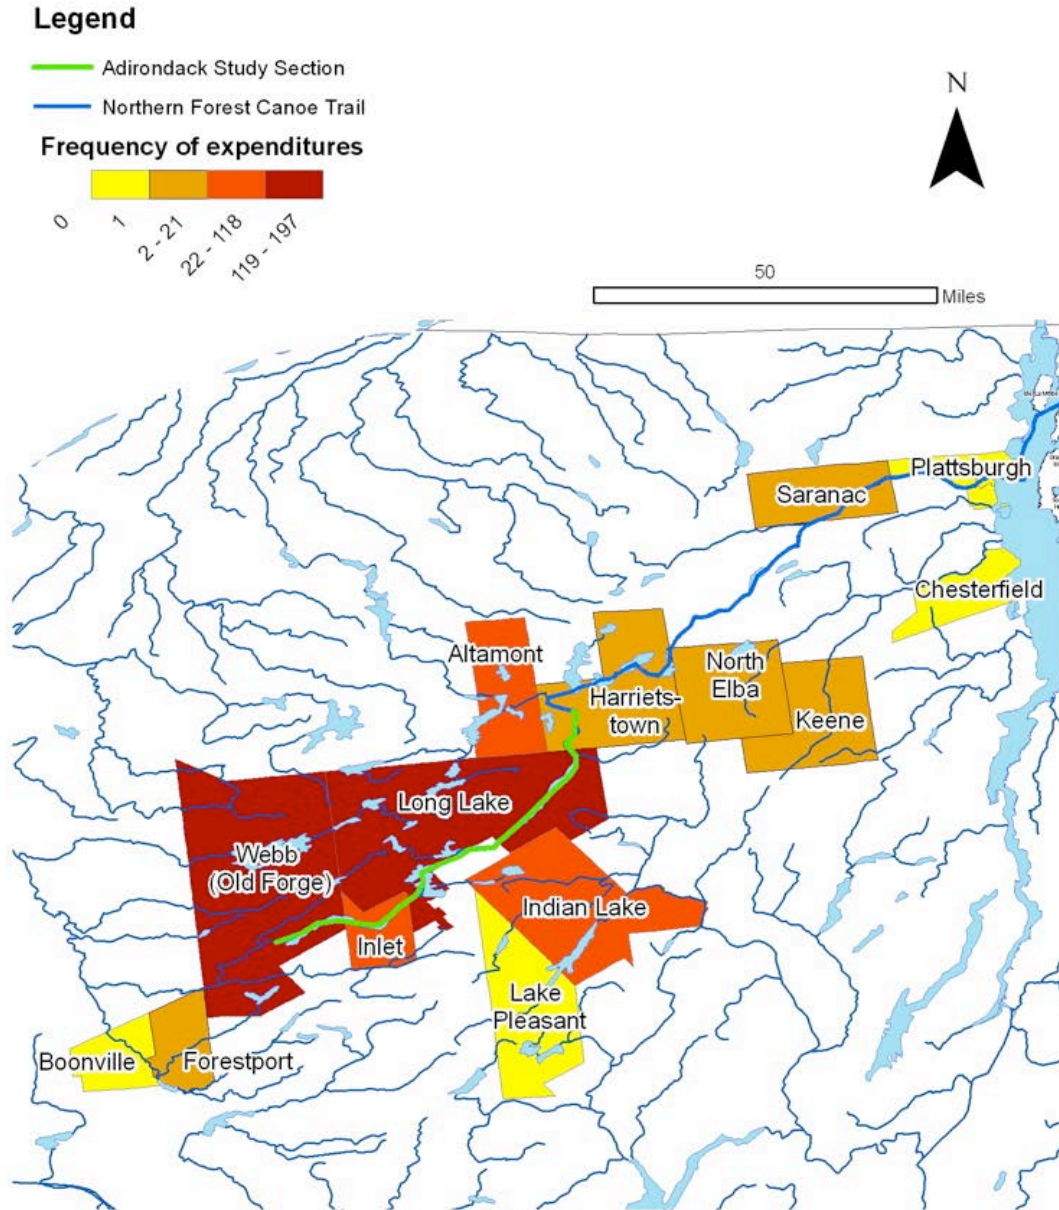 Legend
Adirondack Study Section
Northern Forest Canoe Trail
Frequency of expenditures
0
1
2 - 21
22 - 118
119 - 197
N
50
Miles
Plattsburgh
Saranac
Chesterfield
Altamont
North
Elba
Harriets-
town
Keene
Long Lake
Webb
(Old Forge)
Indian Lake
Inlet
Lake
Pleasant
Boonville
Forestport